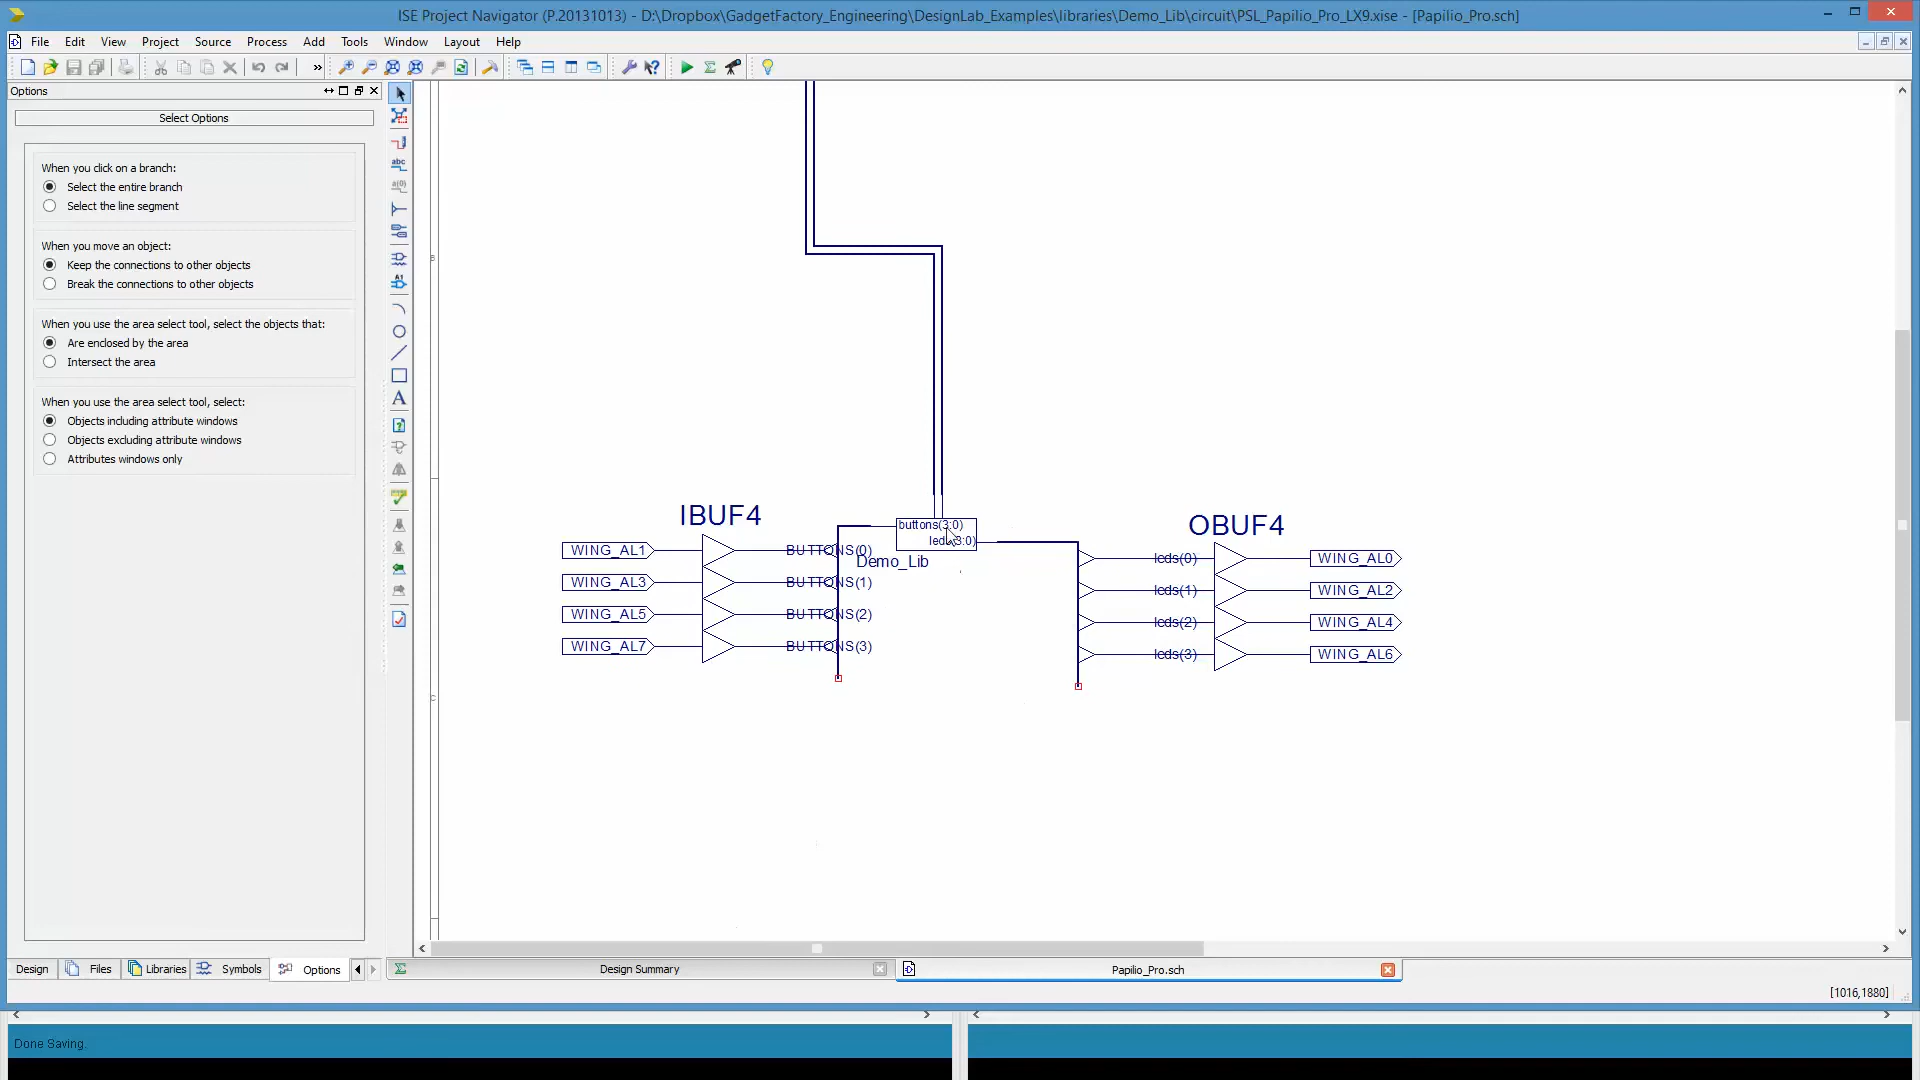 ISE Project Navigator (P.20131013) - D:\Dropbox\GadgetFactory_Engineering\DesignLab_Examples\libraries\Demo_Lib\circuit\PSL_Papilio_Pro_LX9.xise - [Papilio_Pro.sch]
File Edit View Project Source Process Add Tools Window Layout Help
Options
Select Options
When you click on a branch:
Select the entire branch
Select the line segment
When you move an object:
Keep the connections to other objects
Break the connections to other objects
When you use the area select tool, select the objects that:
Are enclosed by the area
Intersect the area
When you use the area select tool, select:
Objects including attribute windows
Objects excluding attribute windows
Attributes windows only
abc
a(0)
A1
A
B
C
IBUF4
WING_AL1
WING_AL3
WING_AL5
WING_AL7
BUTTONS(0)
BUTTONS(1)
BUTTONS(2)
BUTTONS(3)
buttons(3:0)
leds(3:0)
Demo_Lib
OBUF4
leds(0)
leds(1)
leds(2)
leds(3)
WING_AL0
WING_AL2
WING_AL4
WING_AL6
Design Files Libraries Symbols Options
Design Summary
Papilio_Pro.sch
[1016,1880]
Done Saving.